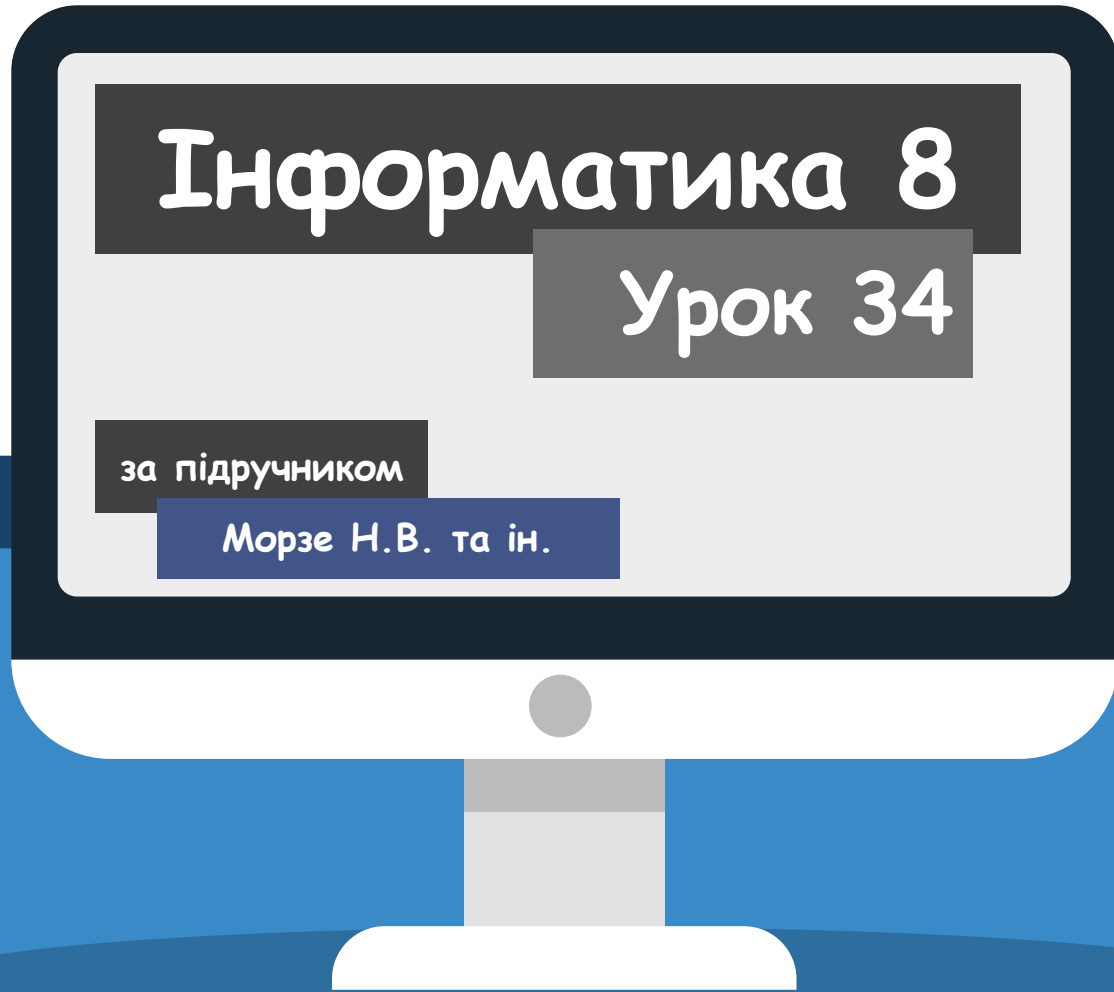 Інформатика 8
Урок 34
за підручником
Морзе Н.В. та ін.